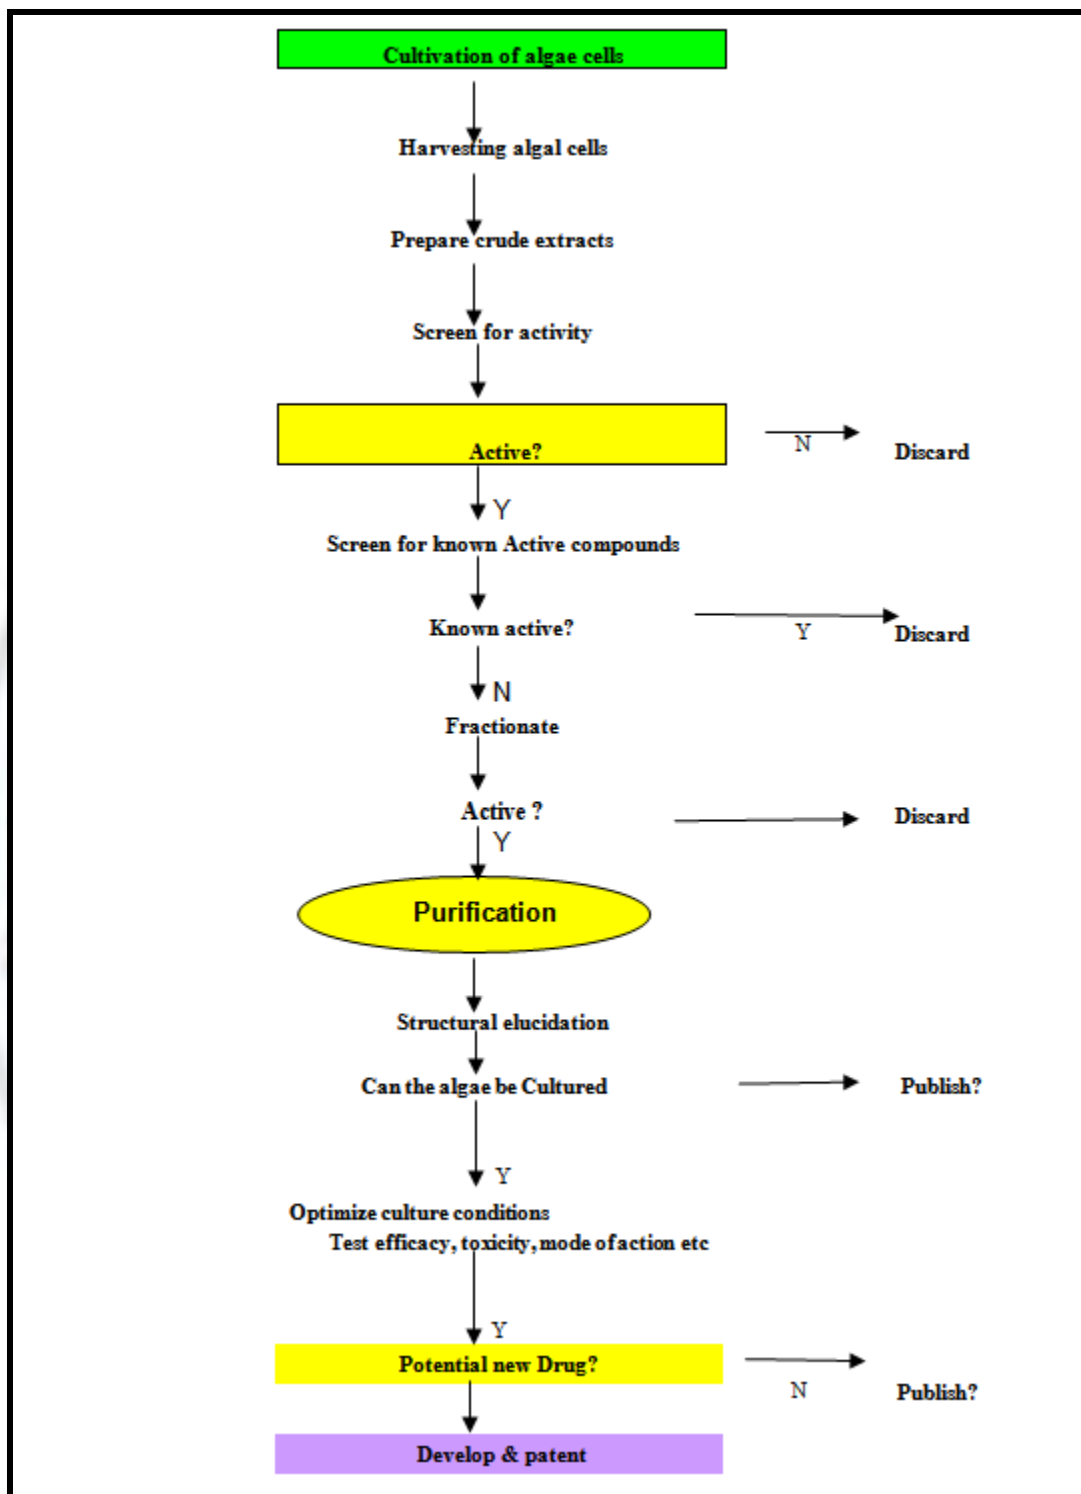 Cultivation of algae cells
Harvesting algal cells
Prepare crude extracts
Screen for activity
Active?
N
Discard
Y
Screen for known Active compounds
Known active?
Y
Discard
N
Fractionate
Active ?
Discard
Y
Purification
Structural elucidation
Can the algae be Cultured
Publish?
Y
Optimize culture conditions
Test efficacy, toxicity, mode of action etc
Y
Potential new Drug?
N
Publish?
Develop & patent